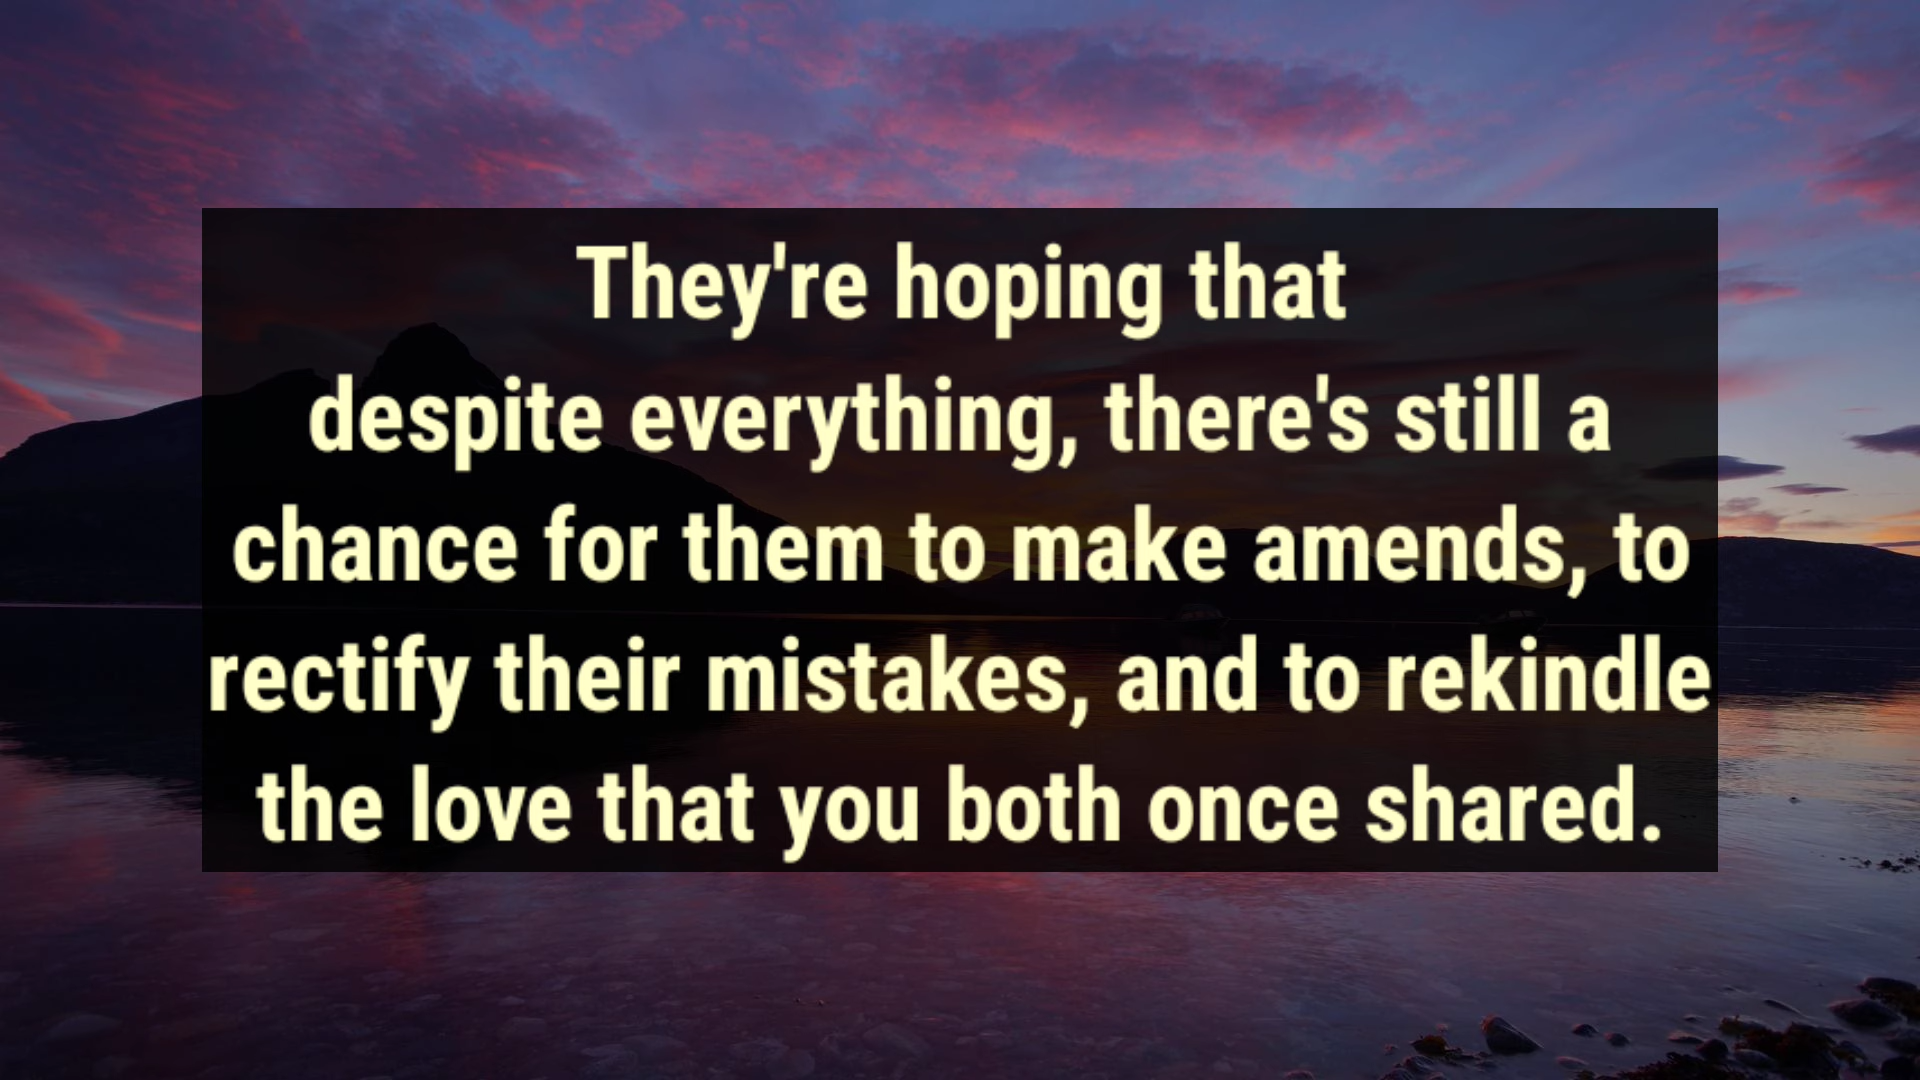 They're hoping that
despite everything, there's still a
chance for them to make amends, to
rectify their mistakes, and to rekindle
the love that you both once shared.